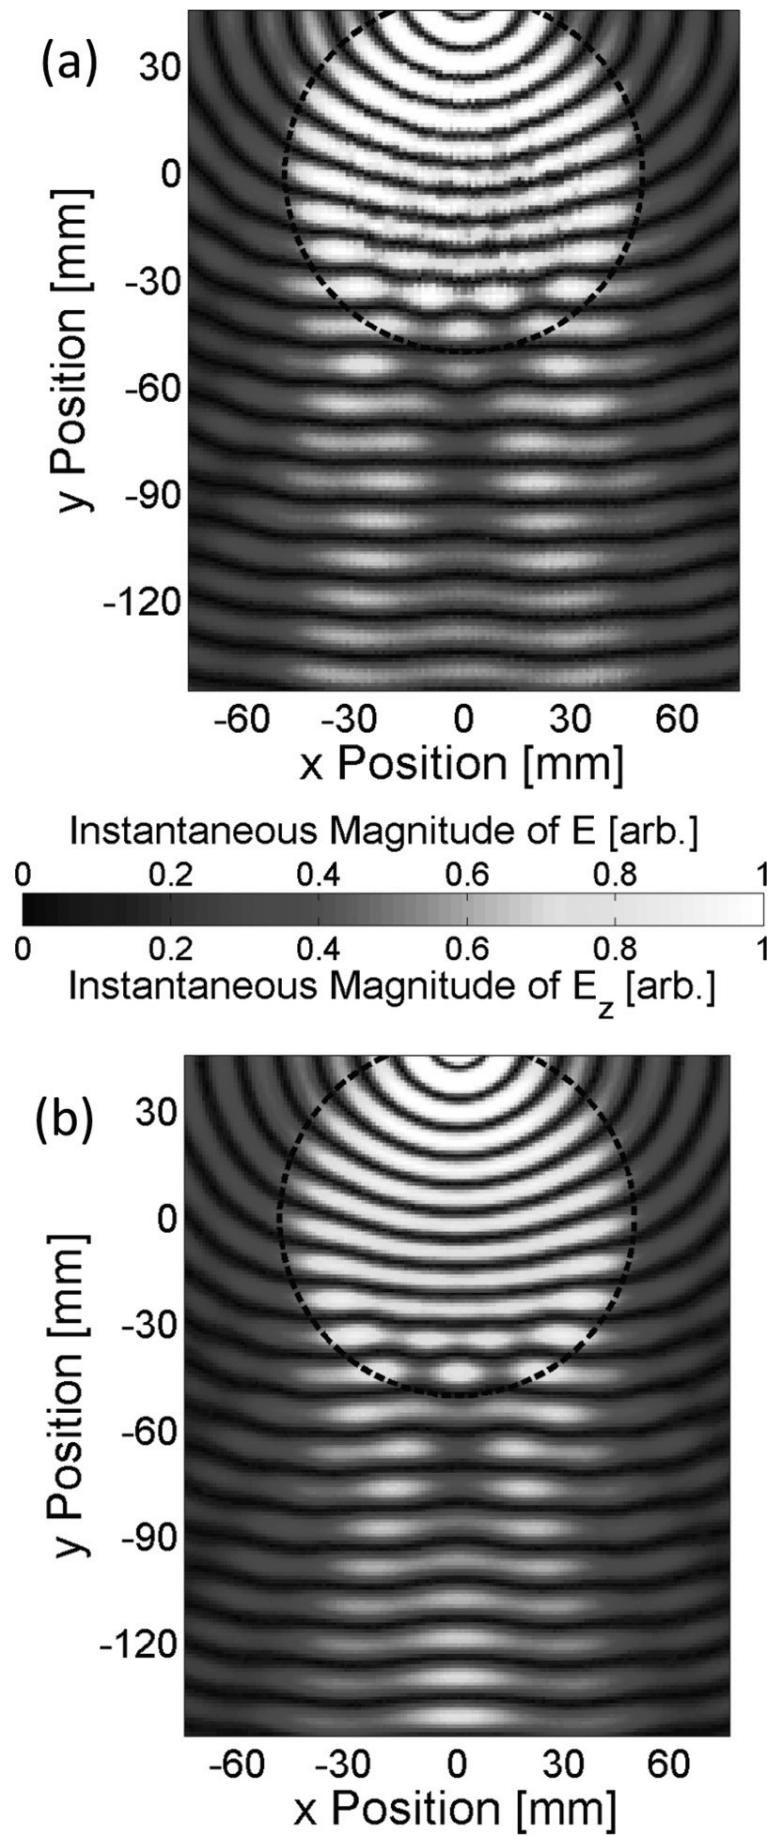 (a)
30
0
-30
-60
-90
-120
y Position [mm]
-60 -30 0 30 60
x Position [mm]
Instantaneous Magnitude of E [arb.]
0 0.2 0.4 0.6 0.8 1
0 0.2 0.4 0.6 0.8 1
Instantaneous Magnitude of E_z [arb.]
(b)
30
0
-30
-60
-90
-120
y Position [mm]
-60 -30 0 30 60
x Position [mm]